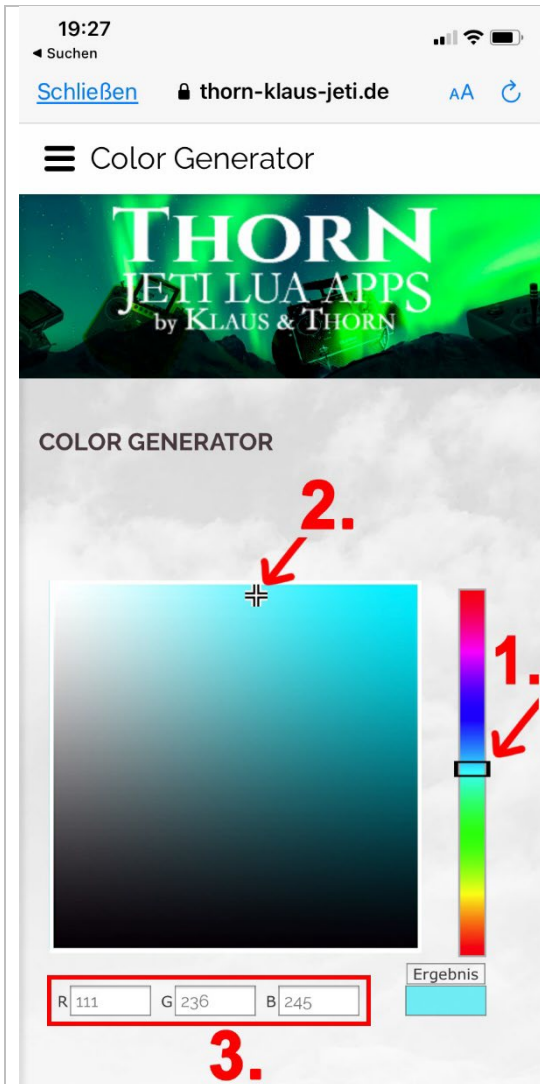 19:27
◀ Suchen
Schließen thorn-klaus-jeti.de AA
Color Generator
THORN
JETI LUA APPS
by KLAUS & THORN
COLOR GENERATOR
2.
1.
Ergebnis
R 111 G 236 B 245
3.